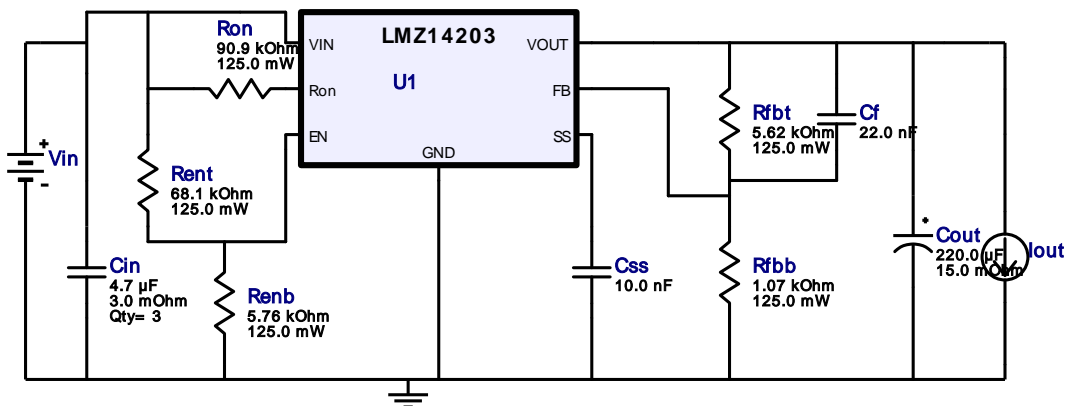 Ron
90.9 kOhm
125.0 mW
LMZ14203
U1
VIN
Ron
EN
GND
VOUT
FB
SS
+
Vin
-
Rent
68.1 kOhm
125.0 mW
Cin
4.7 µF
3.0 mOhm
Qty= 3
Renb
5.76 kOhm
125.0 mW
Css
10.0 nF
Rfbt
5.62 kOhm
125.0 mW
Cf
22.0 nF
Rfbb
1.07 kOhm
125.0 mW
+
Cout
220.0 µF
15.0 mOhm
Iout